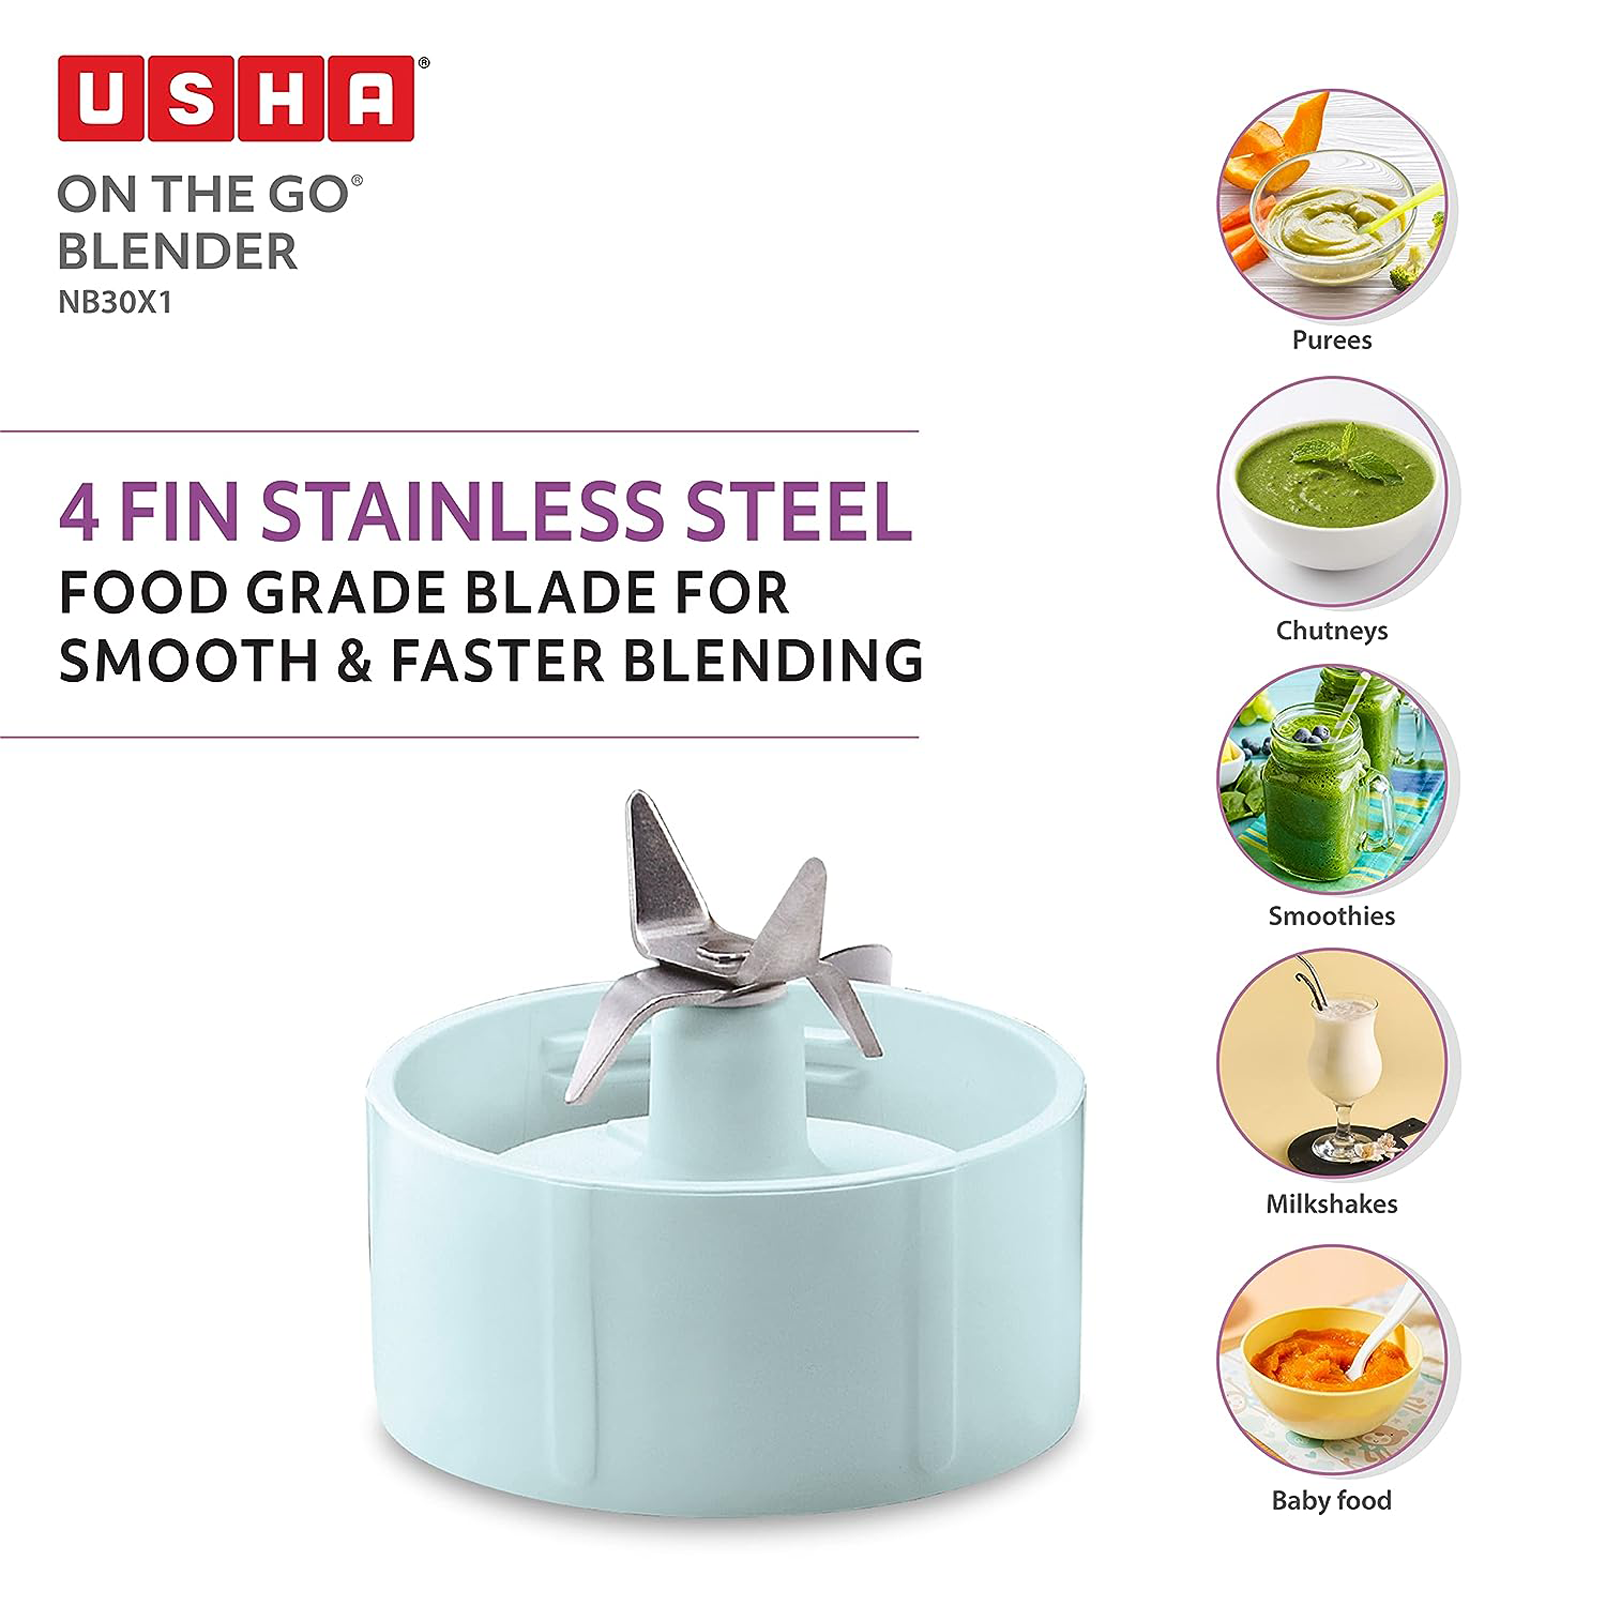 USHA®
ON THE GO®
BLENDER
NB30X1
4 FIN STAINLESS STEEL
FOOD GRADE BLADE FOR
SMOOTH & FASTER BLENDING
Purees
Chutneys
Smoothies
Milkshakes
Baby food